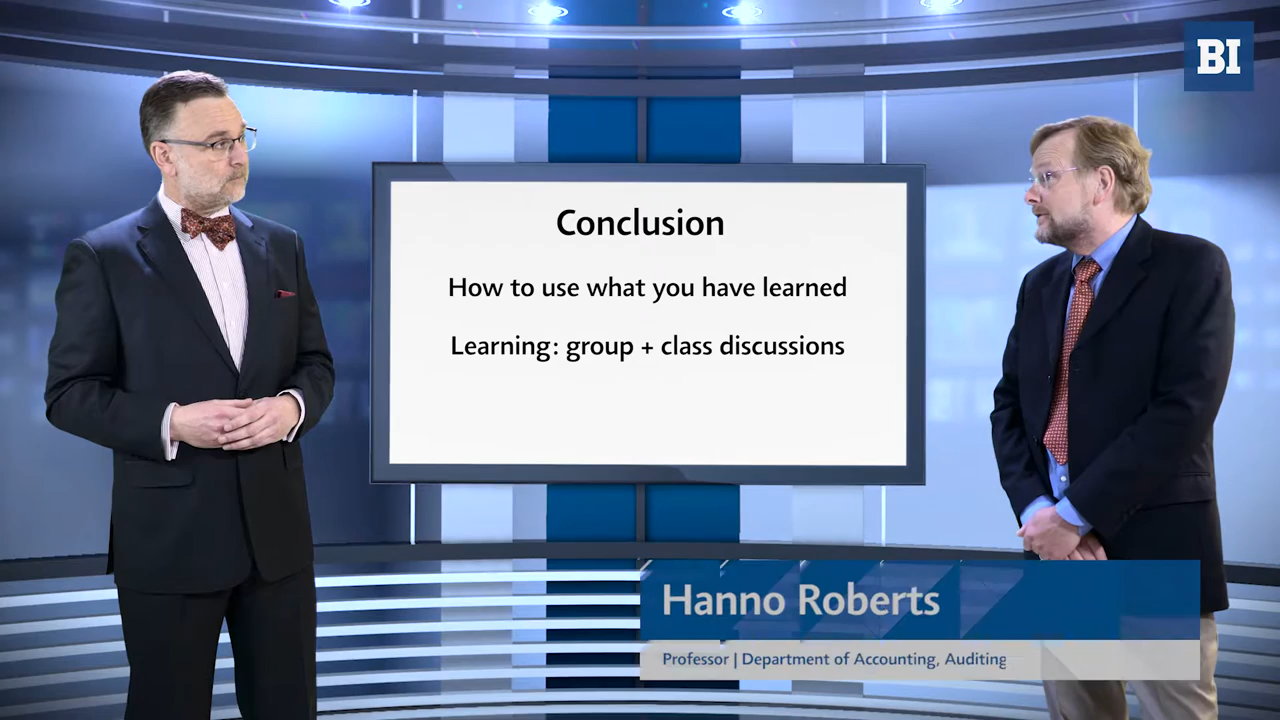 BI
Conclusion
How to use what you have learned
Learning: group + class discussions
Hanno Roberts
Professor | Department of Accounting, Auditing